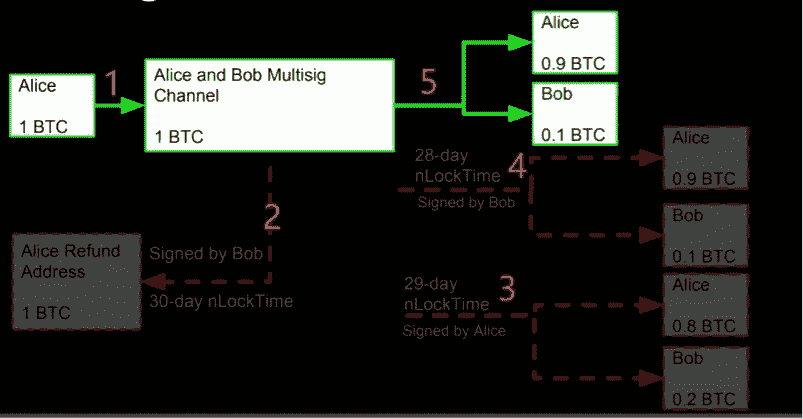 Alice
1 BTC
1
Alice and Bob Multisig
Channel
1 BTC
5
Alice
0.9 BTC
Bob
0.1 BTC
2
Alice Refund
Address
1 BTC
Signed by Bob
30-day nLockTime
28-day
nLockTime
4
Signed by Bob
Alice
0.9 BTC
Bob
0.1 BTC
29-day
nLockTime
3
Signed by Alice
Alice
0.8 BTC
Bob
0.2 BTC